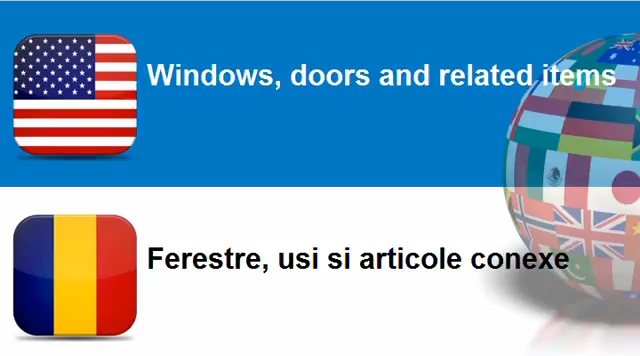 Windows, doors and related items
Ferestre, usi si articole conexe